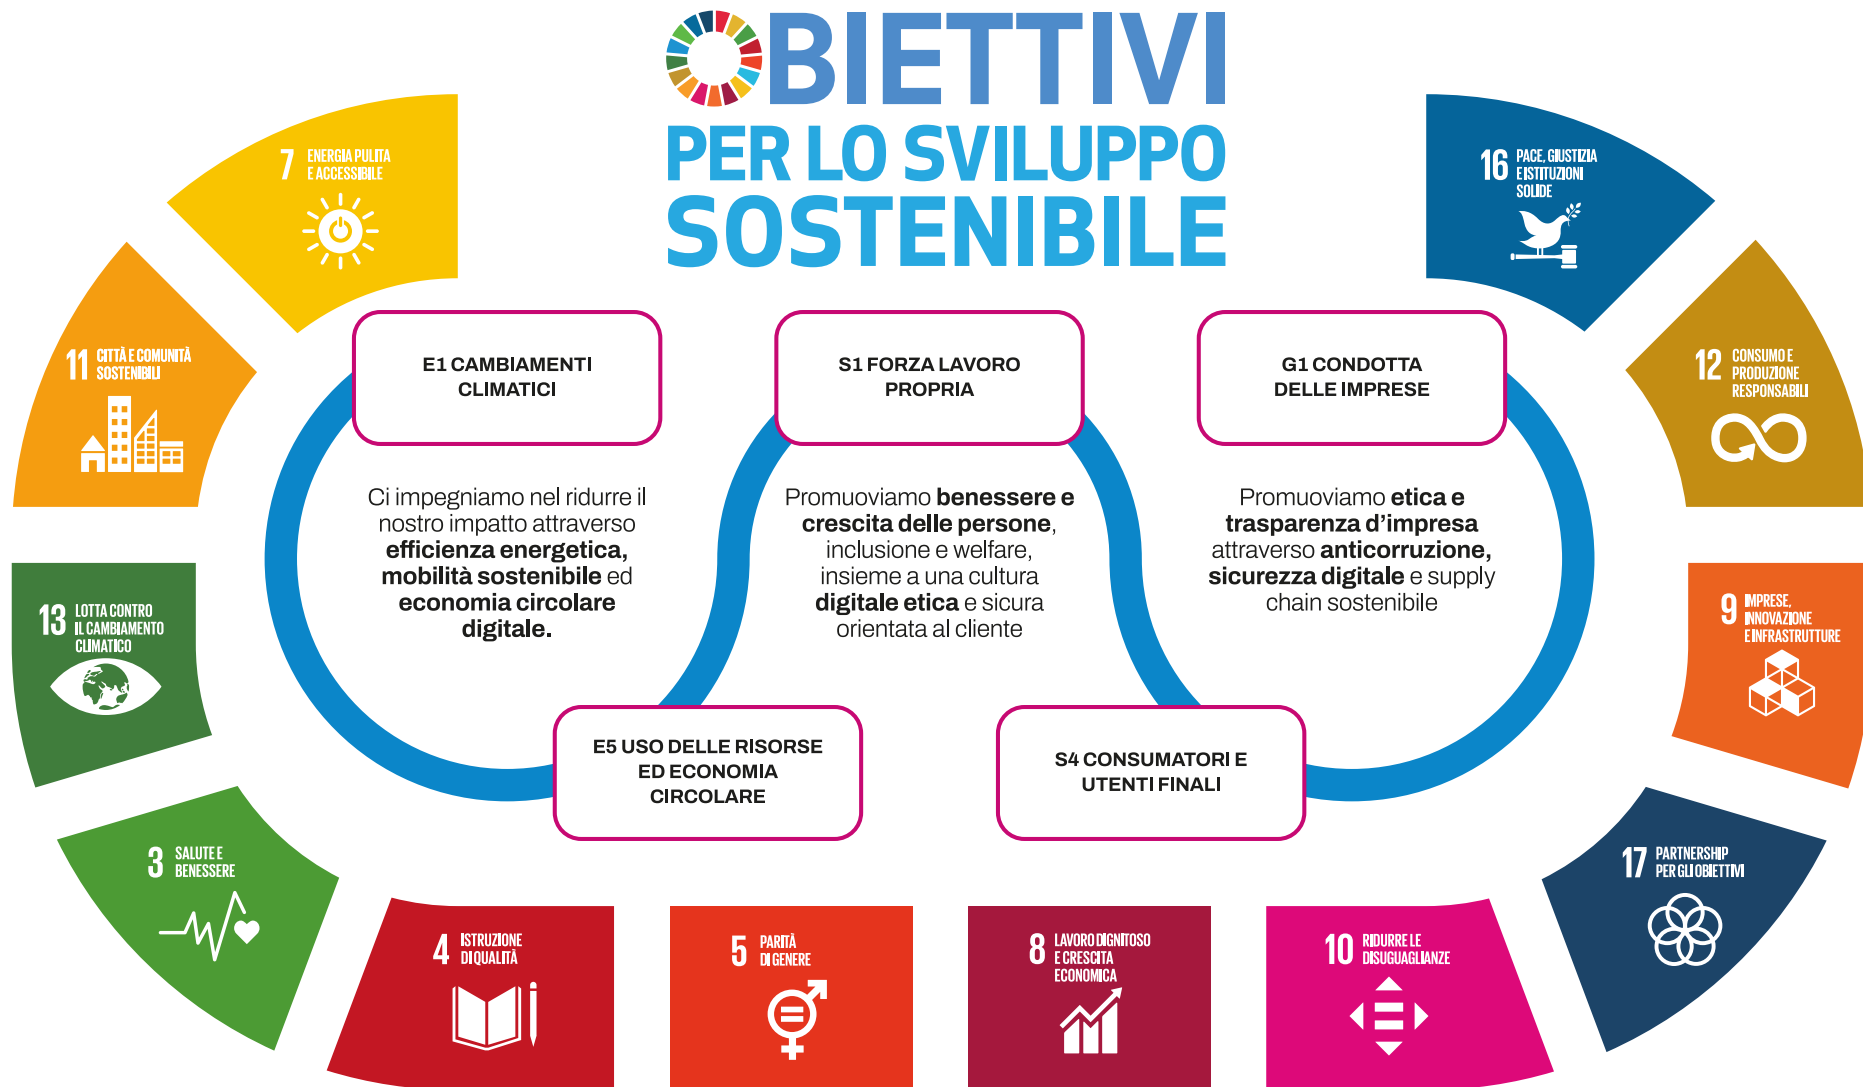 OBIETTIVI
PER LO SVILUPPO
SOSTENIBILE
7 ENERGIA PULITA
E ACCESSIBILE
11 CITTÀ E COMUNITÀ
SOSTENIBILI
13 LOTTA CONTRO
IL CAMBIAMENTO
CLIMATICO
3 SALUTE E
BENESSERE
4 ISTRUZIONE
DI QUALITÀ
5 PARITÀ
DI GENERE
8 LAVORO DIGNITOSO
E CRESCITA
ECONOMICA
10 RIDURRE LE
DISUGUAGLIANZE
17 PARTNERSHIP
PER GLI OBIETTIVI
9 IMPRESE,
INNOVAZIONE
E INFRASTRUTTURE
12 CONSUMO E
PRODUZIONE
RESPONSABILI
16 PACE, GIUSTIZIA
E ISTITUZIONI
SOLIDE
E1 CAMBIAMENTI
CLIMATICI
Ci impegniamo nel ridurre il
nostro impatto attraverso
efficienza energetica,
mobilità sostenibile ed
economia circolare
digitale.
E5 USO DELLE RISORSE
ED ECONOMIA
CIRCOLARE
S1 FORZA LAVORO
PROPRIA
Promuoviamo benessere e
crescita delle persone,
inclusione e welfare,
insieme a una cultura
digitale etica e sicura
orientata al cliente
S4 CONSUMATORI E
UTENTI FINALI
G1 CONDOTTA
DELLE IMPRESE
Promuoviamo etica e
trasparenza d'impresa
attraverso anticorruzione,
sicurezza digitale e supply
chain sostenibile